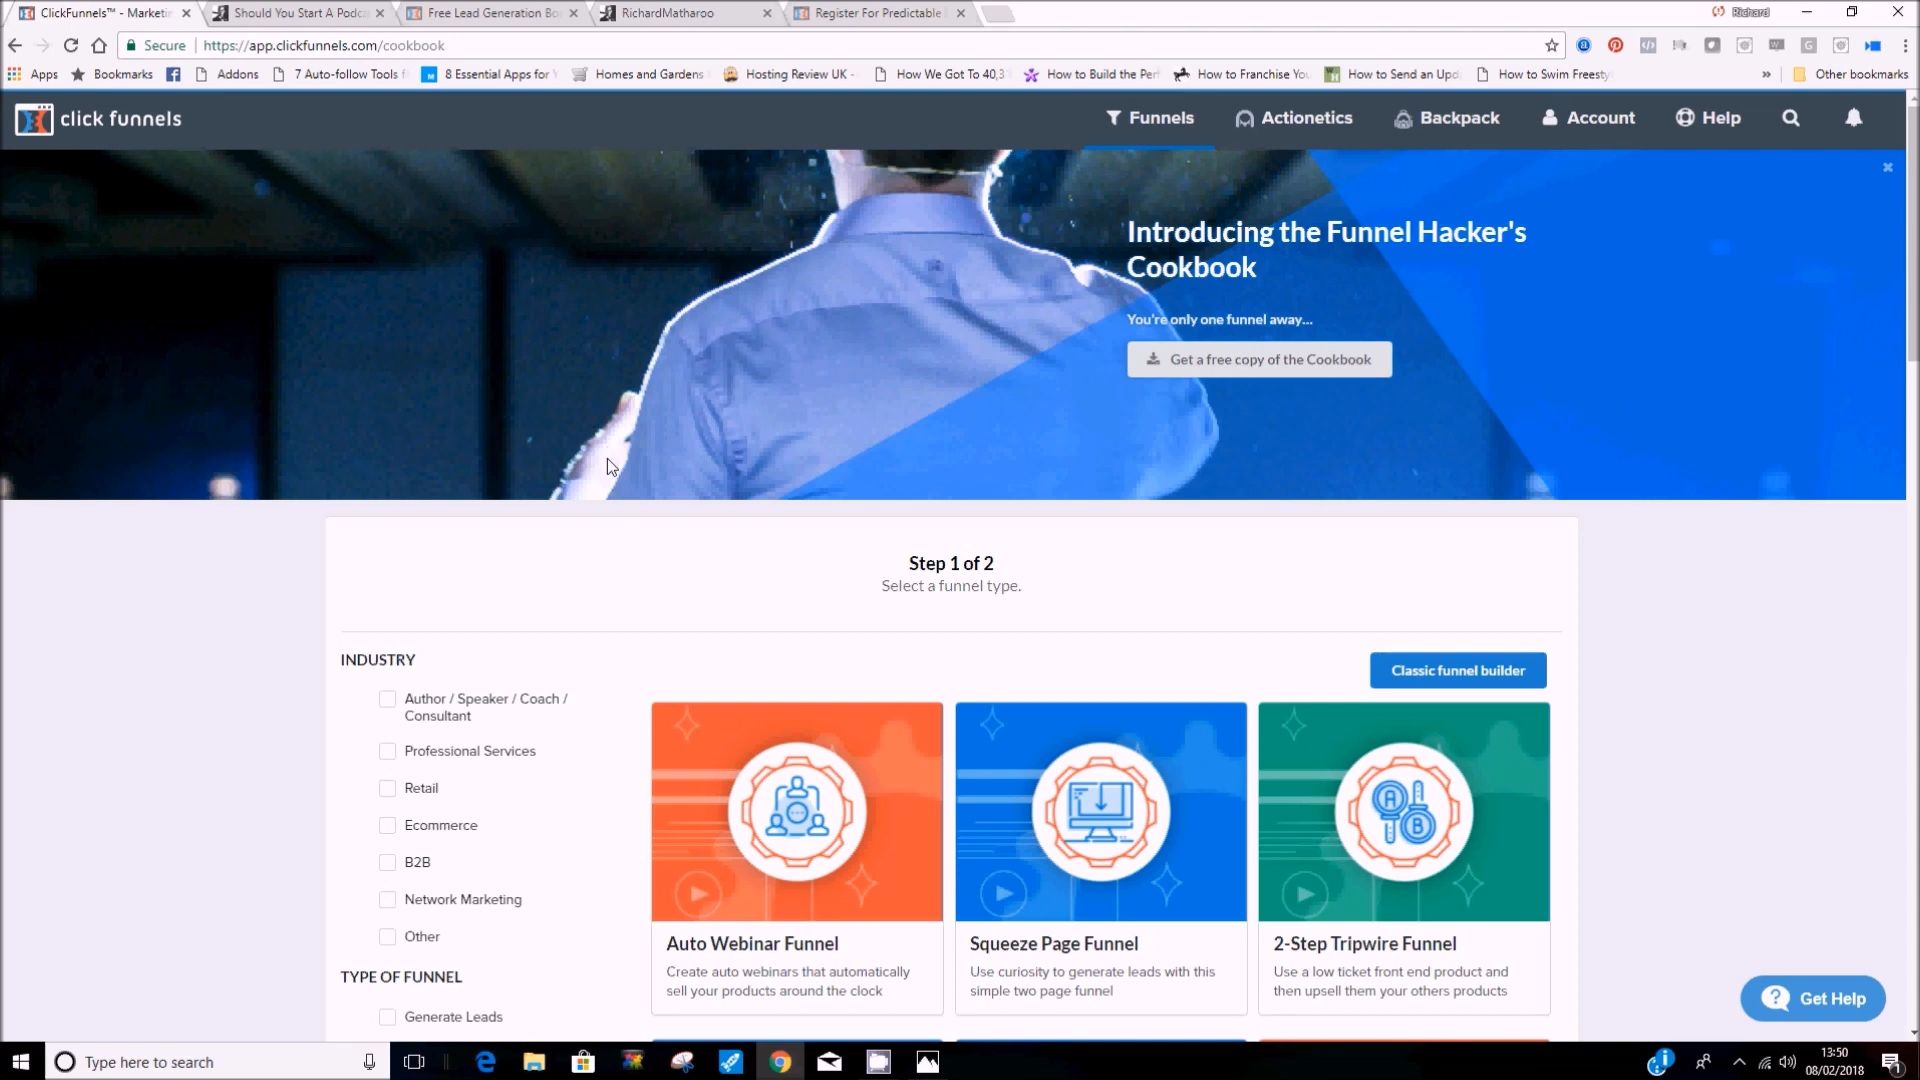 ClickFunnels™ - Marketin
Should You Start A Podca
Free Lead Generation Bo
RichardMatharoo
Register For Predictable
Richard
Secure
https://app.clickfunnels.com/cookbook
Apps
Bookmarks
Addons
7 Auto-follow Tools f
8 Essential Apps for Y
Homes and Gardens
Hosting Review UK -
How We Got To 40,3
How to Build the Perf
How to Franchise You
How to Send an Upd
How to Swim Freesty
Other bookmarks
click funnels
Funnels
Actionetics
Backpack
Account
Help
Introducing the Funnel Hacker's
Cookbook
You're only one funnel away...
Get a free copy of the Cookbook
Step 1 of 2
Select a funnel type.
INDUSTRY
Classic funnel builder
Author / Speaker / Coach /
Consultant
Professional Services
Retail
Ecommerce
B2B
Network Marketing
Other
TYPE OF FUNNEL
Generate Leads
A
B
Auto Webinar Funnel
Create auto webinars that automatically
sell your products around the clock
Squeeze Page Funnel
Use curiosity to generate leads with this
simple two page funnel
2-Step Tripwire Funnel
Use a low ticket front end product and
then upsell them your others products
Get Help
Type here to search
13:50
08/02/2018
1